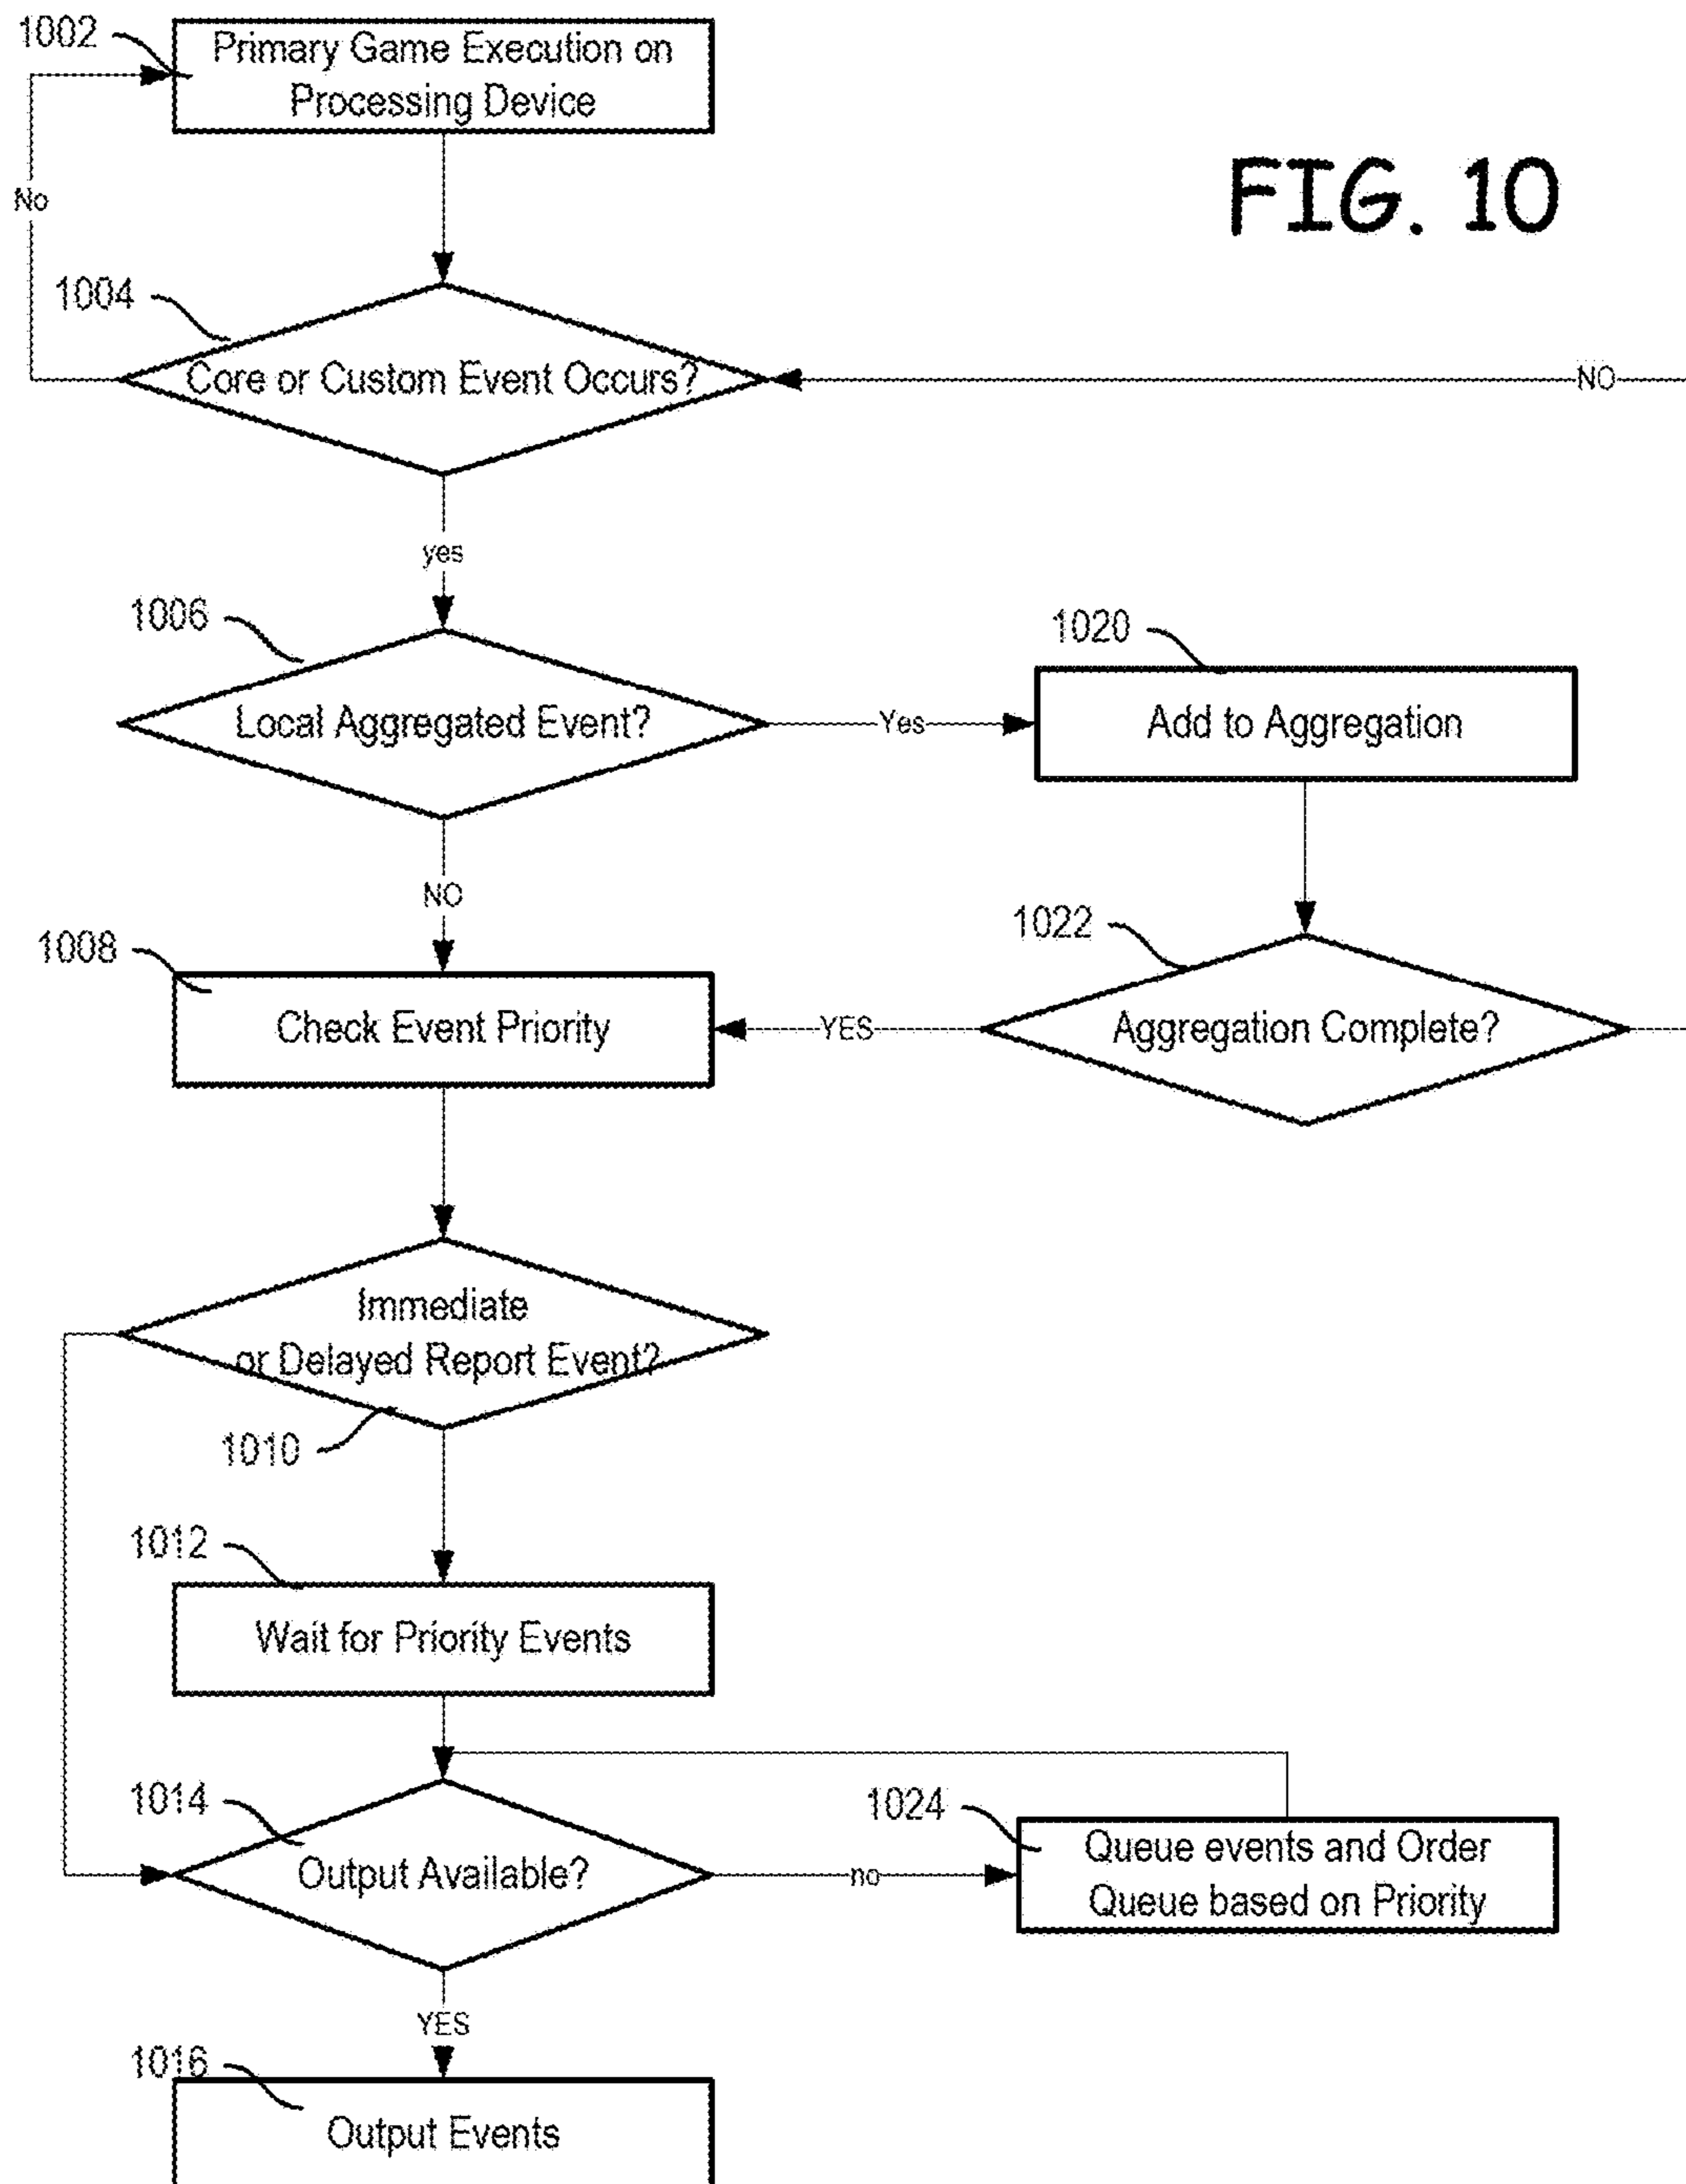 1002
Primary Game Execution on
Processing Device
FIG. 10
No
1004
Core or Custom Event Occurs?
NO
yes
1006
Local Aggregated Event?
Yes
1020
Add to Aggregation
NO
1008
Check Event Priority
YES
1022
Aggregation Complete?
Immediate
or Delayed Report Event?
1010
1012
Wait for Priority Events
1014
Output Available?
no
1024
Queue events and Order
Queue based on Priority
YES
1016
Output Events